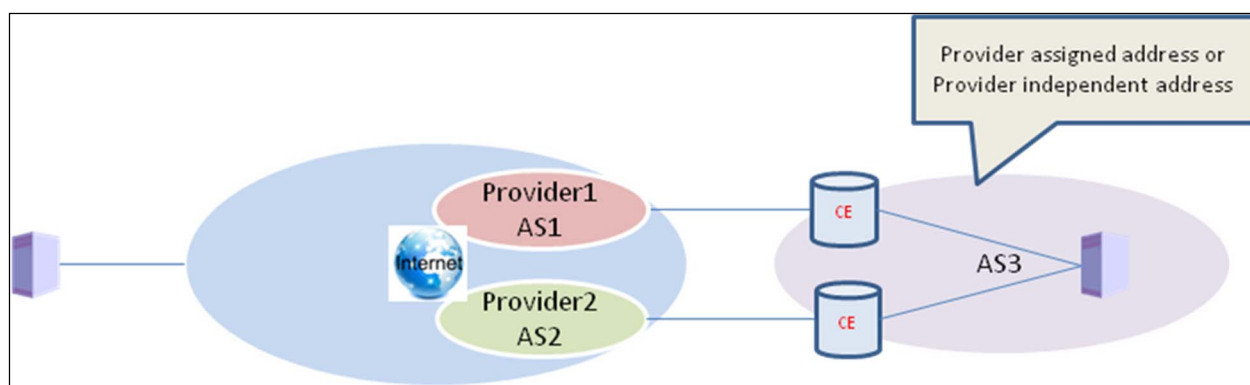 Provider assigned address or
Provider independent address
Provider1
AS1
CE
Internet
AS3
Provider2
AS2
CE